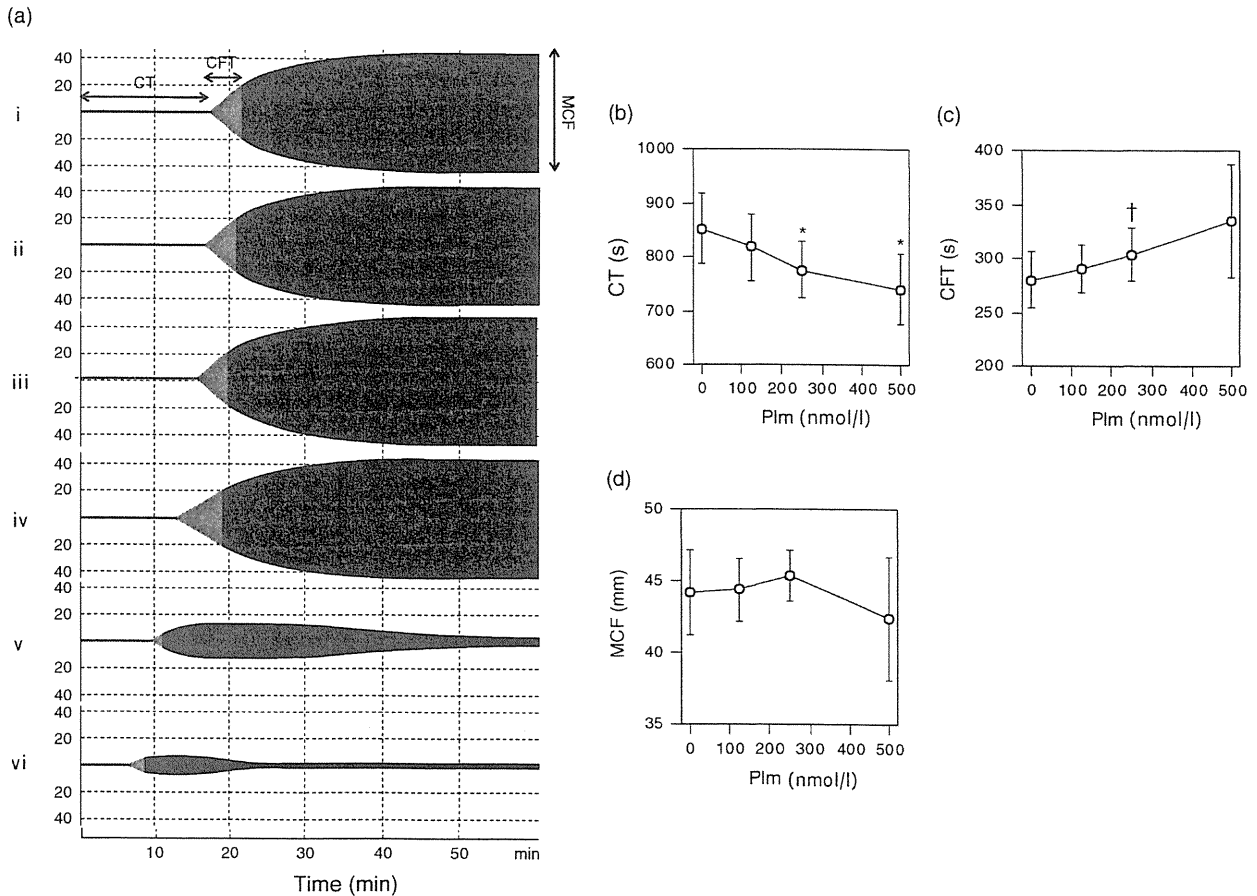 (a)
40
20
20
40
CT
CFT
MCF
i
40
20
20
40
ii
40
20
20
40
iii
40
20
20
40
iv
40
20
20
40
v
40
20
20
40
vi
10 20 30 40 50 min
Time (min)
(b)
1000
900
800
700
600
CT (s)
* *
0 100 200 300 400 500
Plm (nmol/l)
(c)
400
350
300
250
200
CFT (s)
†
0 100 200 300 400 500
Plm (nmol/l)
(d)
50
45
40
35
MCF (mm)
0 100 200 300 400 500
Plm (nmol/l)